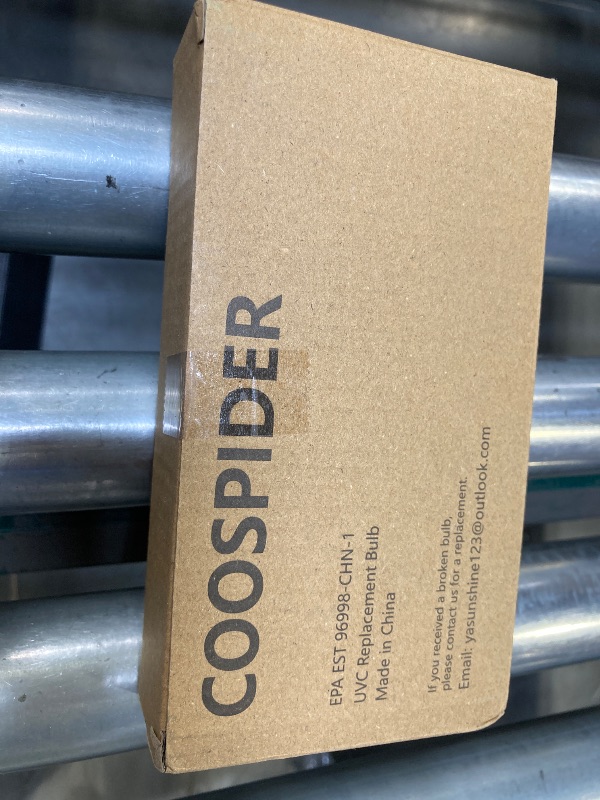 COOSPIDER
EPA EST 96998-CHN-1
UVC Replacement Bulb
Made in China
If you received a broken bulb,
please contact us for a replacement.
Email: yasunshine123@outlook.com